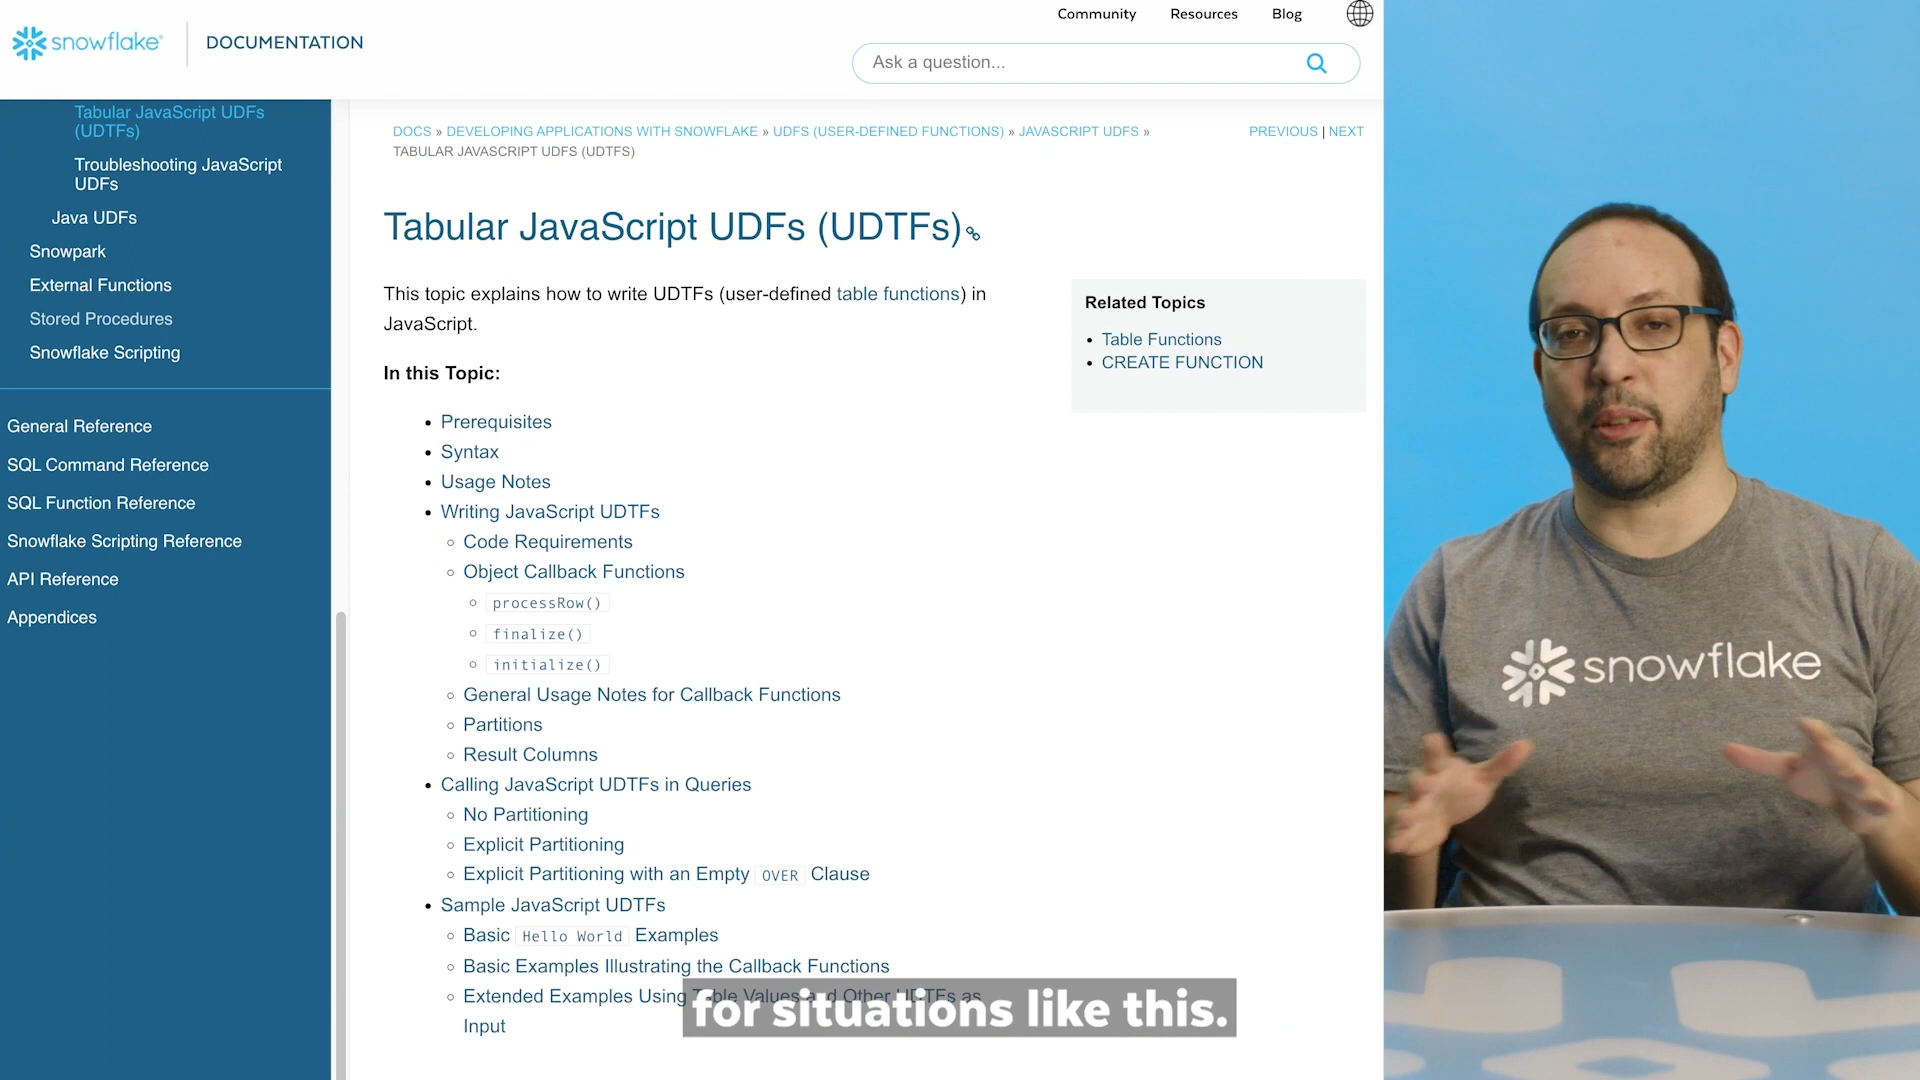 Community Resources Blog
snowflake® DOCUMENTATION
Ask a question...
Tabular JavaScript UDFs
(UDTFs)
Troubleshooting JavaScript
UDFs
Java UDFs
Snowpark
External Functions
Stored Procedures
Snowflake Scripting
General Reference
SQL Command Reference
SQL Function Reference
Snowflake Scripting Reference
API Reference
Appendices
DOCS » DEVELOPING APPLICATIONS WITH SNOWFLAKE » UDFS (USER-DEFINED FUNCTIONS) » JAVASCRIPT UDFS »
TABULAR JAVASCRIPT UDFS (UDTFS)
PREVIOUS | NEXT
Tabular JavaScript UDFs (UDTFs)
This topic explains how to write UDTFs (user-defined table functions) in
JavaScript.
Related Topics
• Table Functions
• CREATE FUNCTION
In this Topic:
• Prerequisites
• Syntax
• Usage Notes
• Writing JavaScript UDTFs
◦ Code Requirements
◦ Object Callback Functions
◦ processRow()
◦ finalize()
◦ initialize()
◦ General Usage Notes for Callback Functions
◦ Partitions
◦ Result Columns
• Calling JavaScript UDTFs in Queries
◦ No Partitioning
◦ Explicit Partitioning
◦ Explicit Partitioning with an Empty OVER Clause
• Sample JavaScript UDTFs
◦ Basic Hello World Examples
◦ Basic Examples Illustrating the Callback Functions
◦ Extended Examples Using Table Values and Other UDTFs as
Input
for situations like this.
snowflake